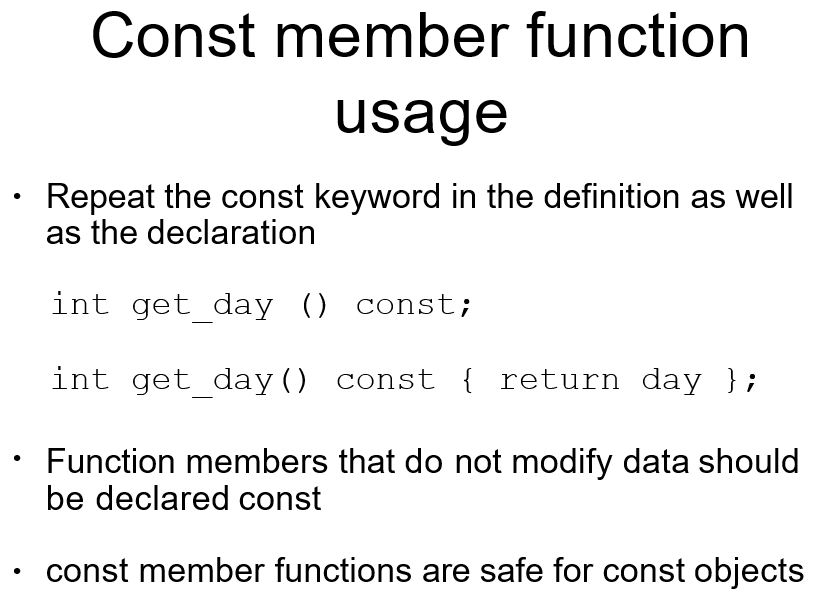 Const member function
usage
• Repeat the const keyword in the definition as well
as the declaration
int get_day () const;
int get_day() const { return day };
• Function members that do not modify data should
be declared const
• const member functions are safe for const objects